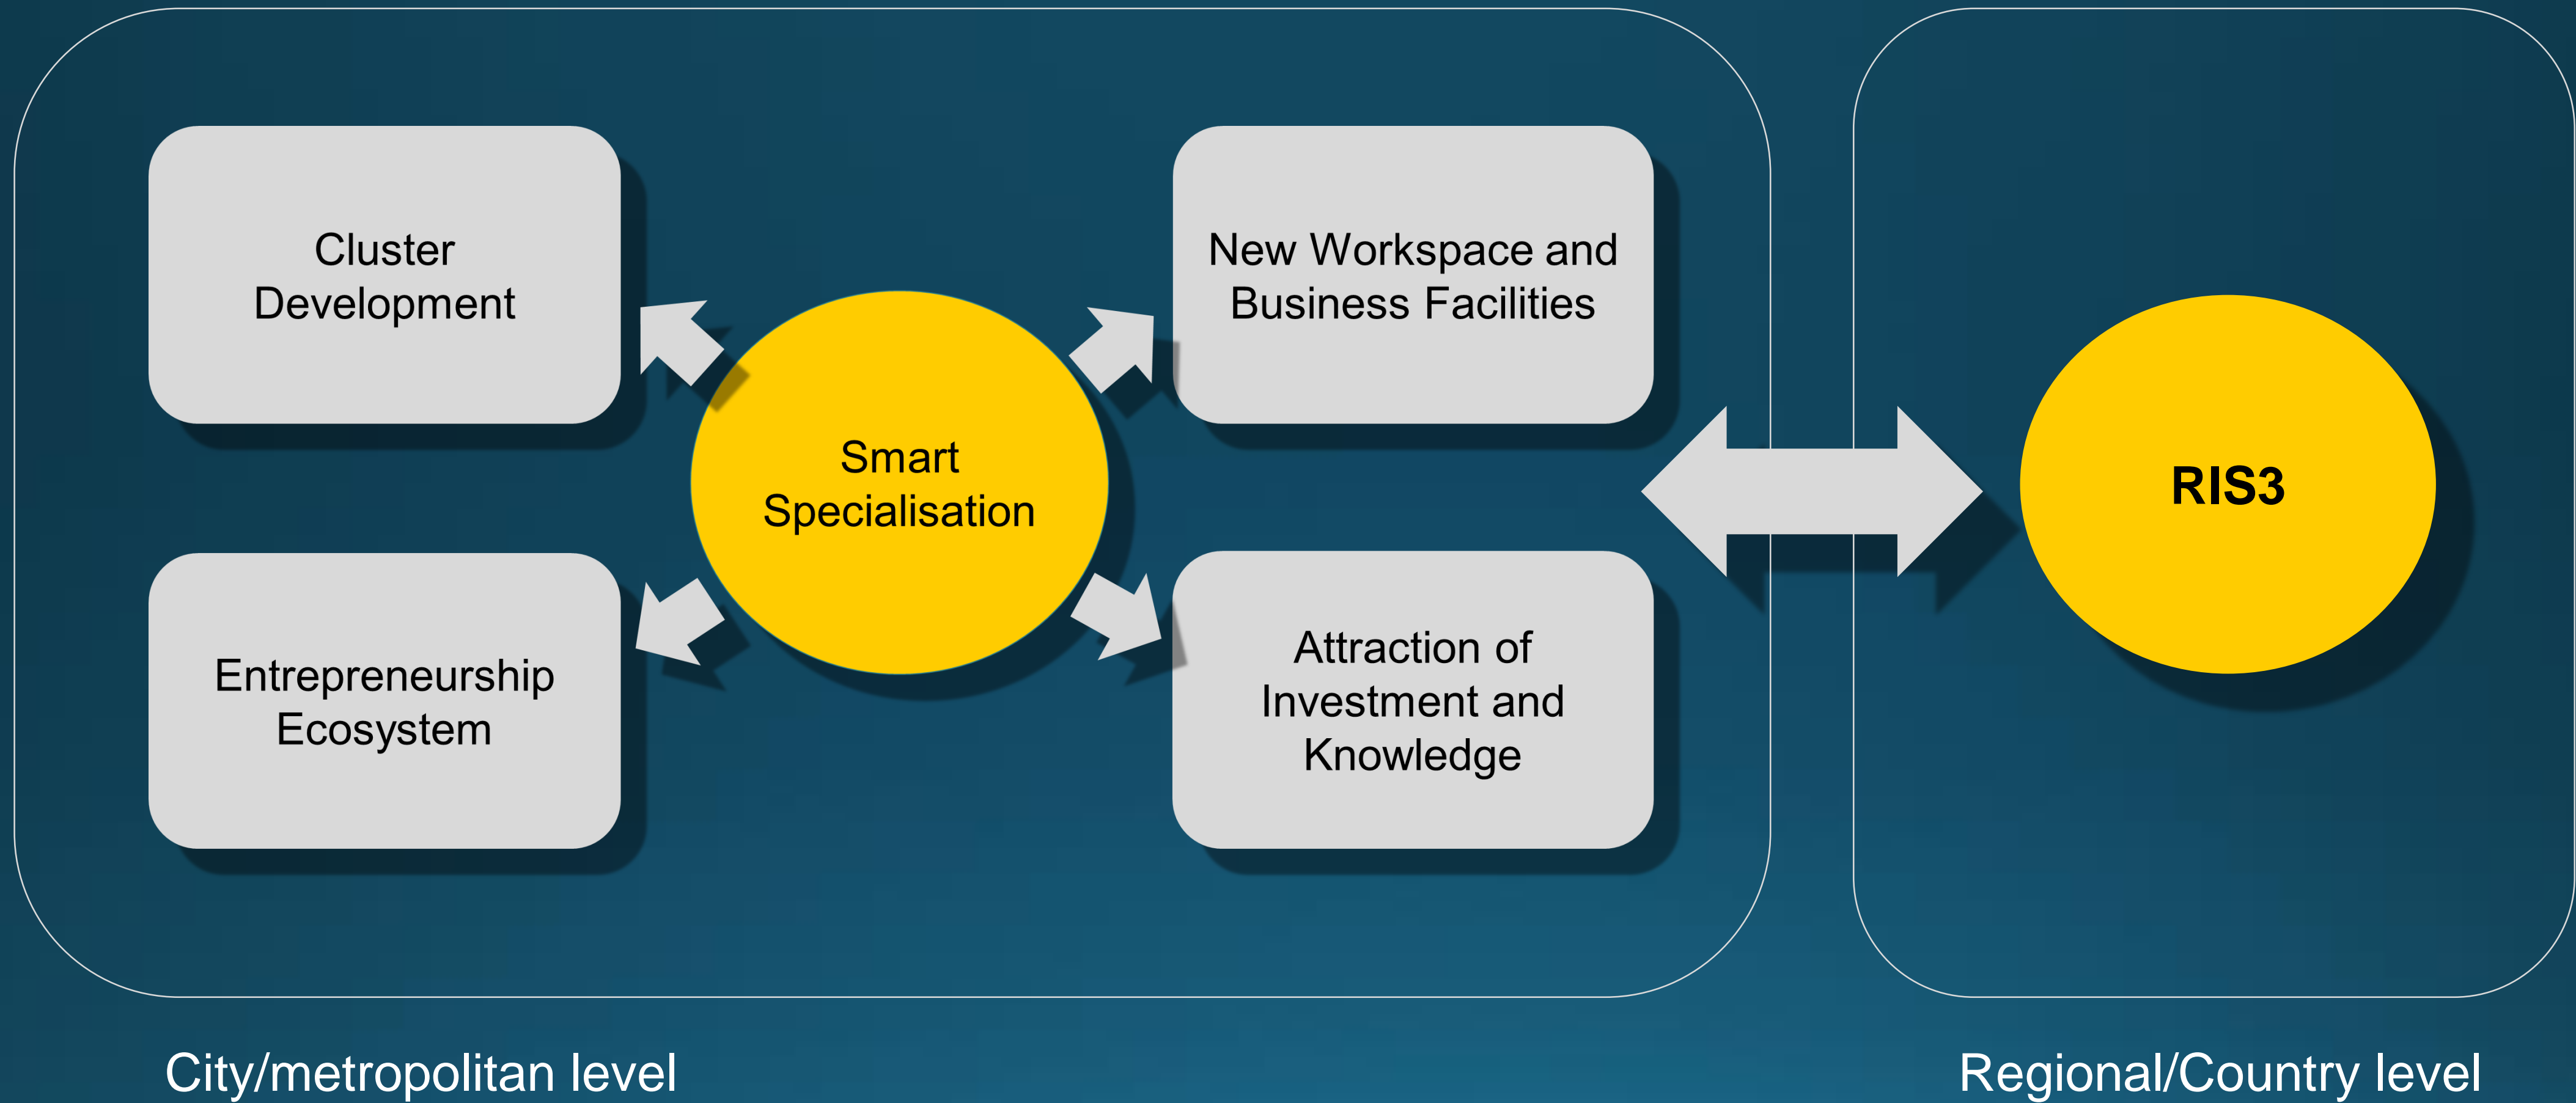 Cluster
Development
New Workspace and
Business Facilities
Smart
Specialisation
RIS3
Entrepreneurship
Ecosystem
Attraction of
Investment and
Knowledge
City/metropolitan level
Regional/Country level